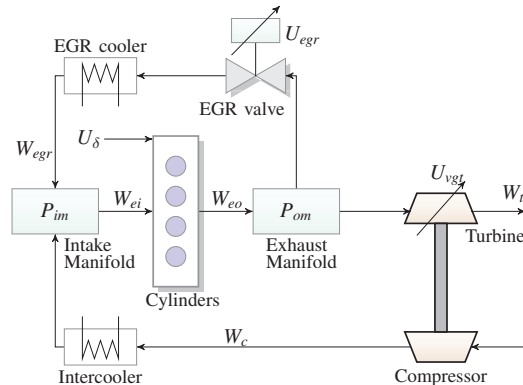 EGR cooler
U_egr
EGR valve
W_egr
U_δ
U_vgt
W_t
P_im
W_ei
W_eo
P_om
Intake
Manifold
Exhaust
Manifold
Turbine
Cylinders
W_c
Intercooler
Compressor